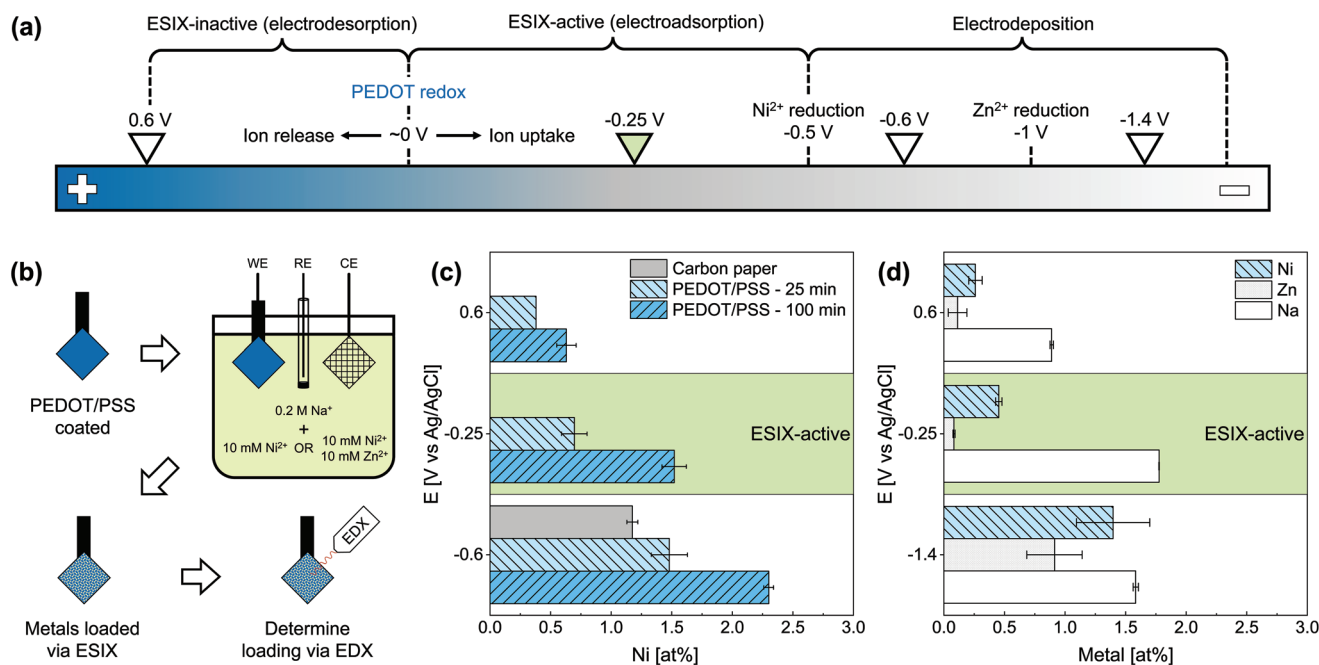 (a)
ESIX-inactive (electrodesorption)
ESIX-active (electroadsorption)
Electrodeposition
PEDOT redox
0.6 V
Ion release
~0 V
Ion uptake
-0.25 V
Ni²⁺ reduction
-0.5 V
-0.6 V
Zn²⁺ reduction
-1 V
-1.4 V
+
−
(b)
WE
RE
CE
PEDOT/PSS
coated
0.2 M Na⁺
+
10 mM Ni²⁺ OR 10 mM Ni²⁺
10 mM Zn²⁺
EDX
Metals loaded
via ESIX
Determine
loading via EDX
(c)
Carbon paper
PEDOT/PSS - 25 min
PEDOT/PSS - 100 min
E [V vs Ag/AgCl]
0.6
-0.25
ESIX-active
-0.6
0.0 0.5 1.0 1.5 2.0 2.5 3.0
Ni [at%]
(d)
Ni
Zn
Na
E [V vs Ag/AgCl]
0.6
-0.25
ESIX-active
-1.4
0.0 0.5 1.0 1.5 2.0 2.5 3.0
Metal [at%]